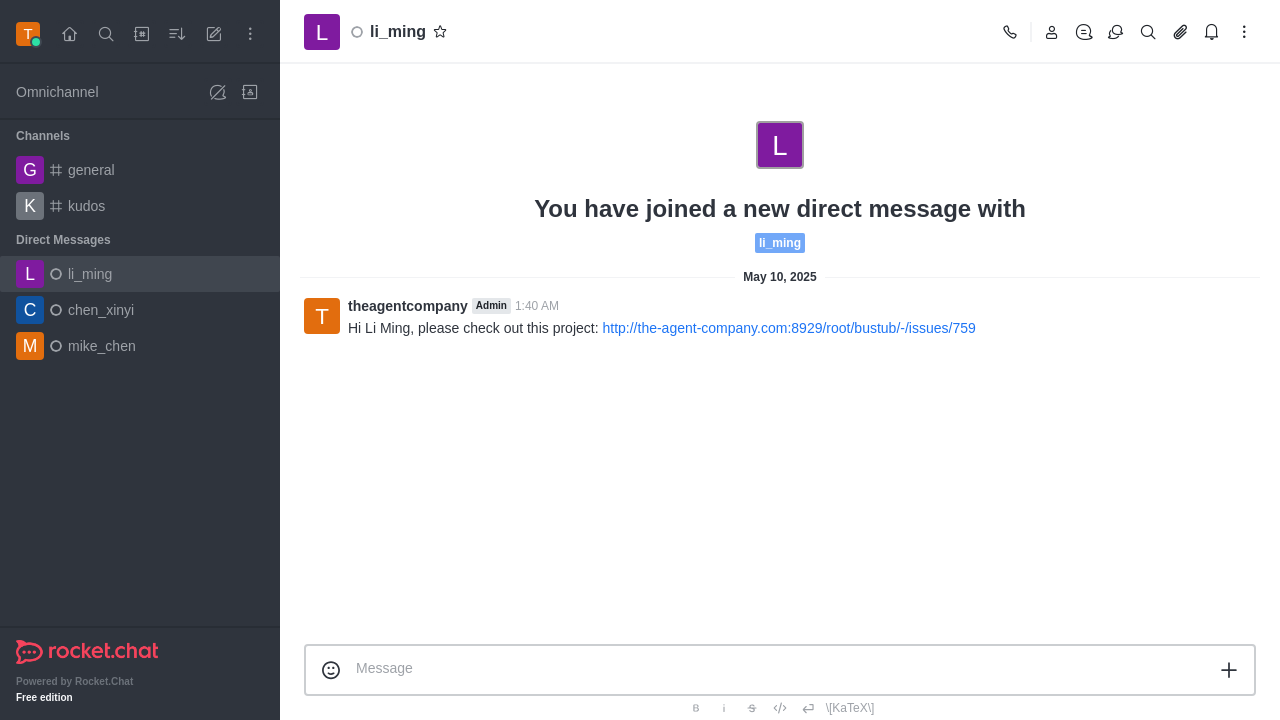 T
Omnichannel
Channels
G general
K kudos
Direct Messages
L li_ming
C chen_xinyi
M mike_chen
rocket.chat
Powered by Rocket.Chat
Free edition
L li_ming
L
You have joined a new direct message with
li_ming
May 10, 2025
T theagentcompany Admin 1:40 AM
Hi Li Ming, please check out this project: http://the-agent-company.com:8929/root/bustub/-/issues/759
Message
B i S </> \[KaTeX\]